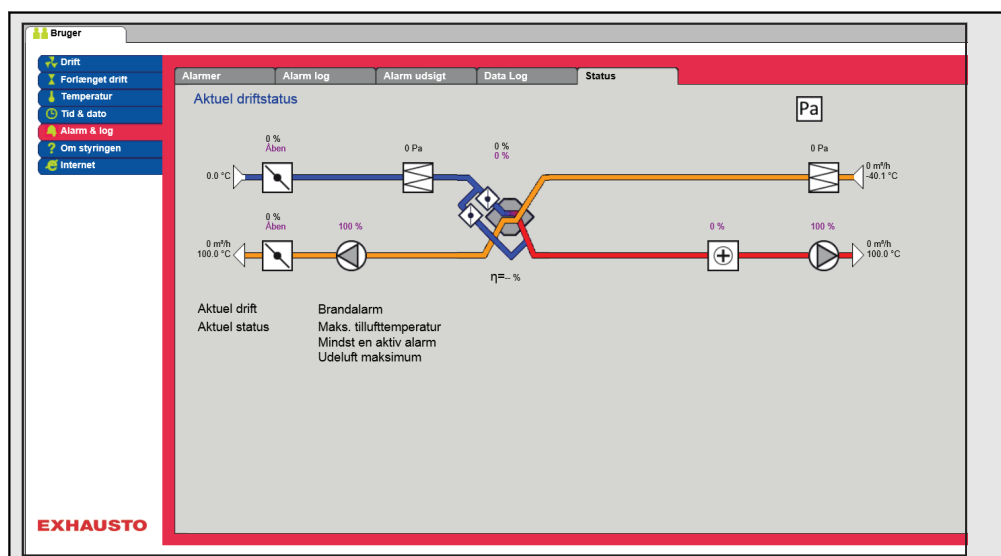 Bruger
Drift
Forlænget drift
Temperatur
Tid & dato
Alarm & log
Om styringen
Internet
Alarmer
Alarm log
Alarm udsigt
Data Log
Status
Aktuel driftstatus
Pa
0 %
Åben
0 Pa
0 %
0 %
0 Pa
0.0 °C
0 m³/h
-40.1 °C
0 %
Åben
100 %
0 %
100 %
0 m³/h
100.0 °C
0 m³/h
100.0 °C
η=-- %
Aktuel drift Brandalarm
Aktuel status Maks. tillufttemperatur
Mindst en aktiv alarm
Udeluft maksimum
EXHAUSTO